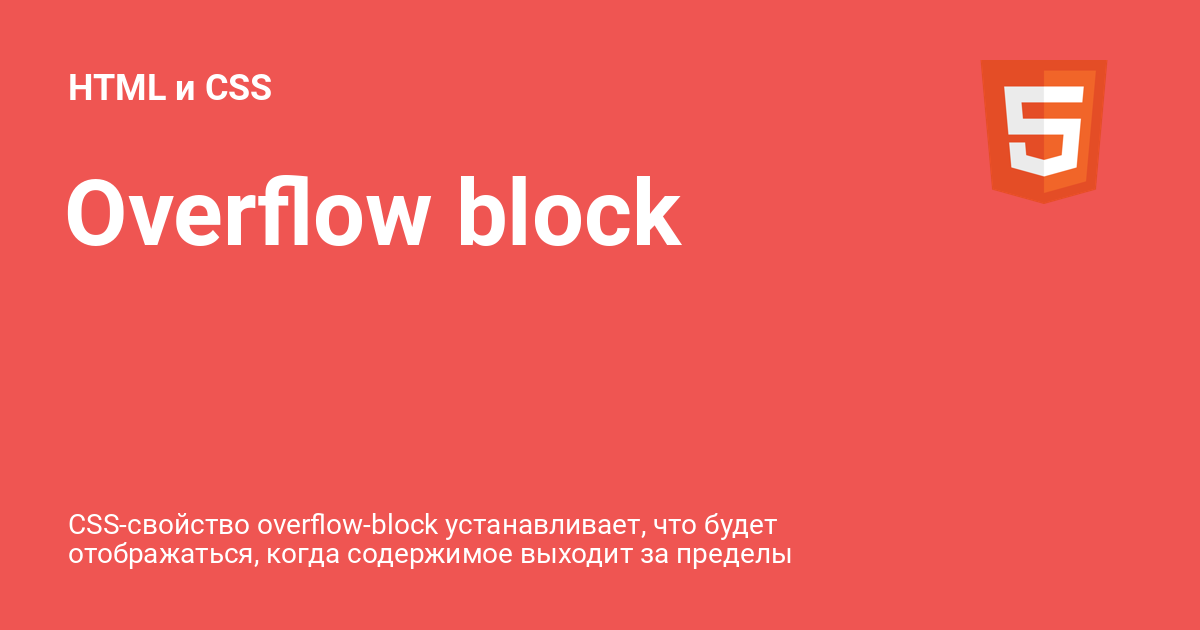 HTML и CSS
Overflow block
CSS-свойство overflow-block устанавливает, что будет
отображаться, когда содержимое выходит за пределы